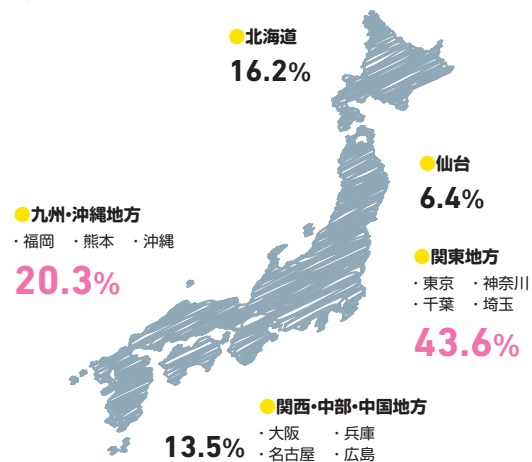 ●北海道
16.2%
●仙台
6.4%
●九州・沖縄地方
・福岡 ・熊本 ・沖縄
20.3%
●関東地方
・東京 ・神奈川
・千葉 ・埼玉
43.6%
●関西・中部・中国地方
・大阪 ・兵庫
・名古屋 ・広島
13.5%